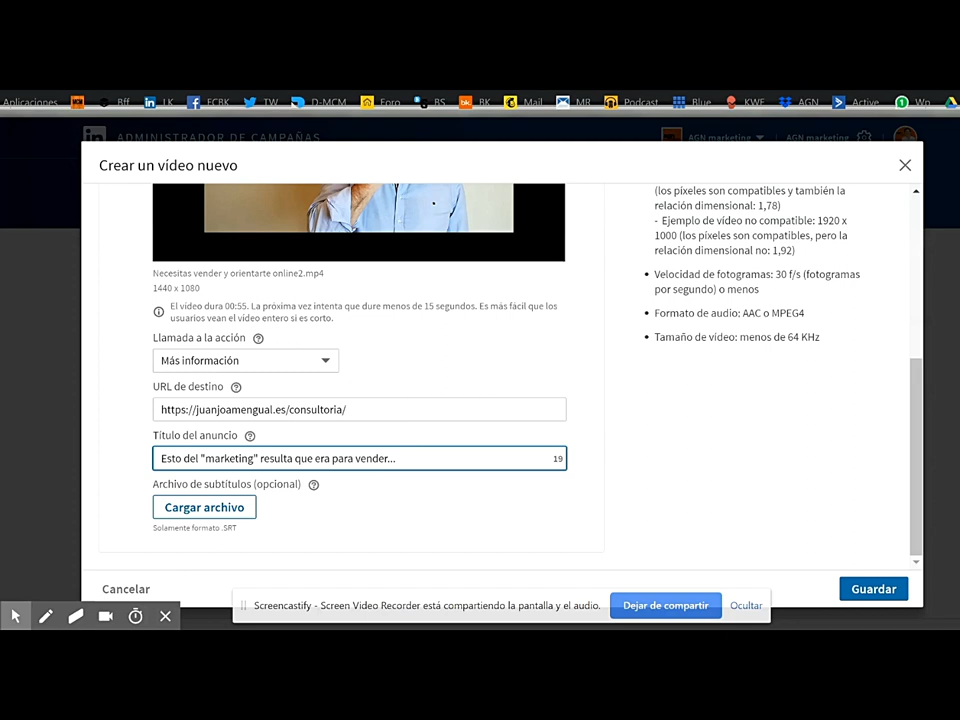 Aplicaciones Bff LK FCBK TW D-MCM Foro BS BK Mail MR Podcast Blue KWF AGN Active Wp
ADMINISTRADOR DE CAMPAÑAS AGN marketing AGN marketing
Crear un vídeo nuevo
(los píxeles son compatibles y también la
relación dimensional: 1,78)
- Ejemplo de vídeo no compatible: 1920 x
1000 (los píxeles son compatibles, pero la
relación dimensional no: 1,92)
Necesitas vender y orientarte online2.mp4
1440 x 1080
• Velocidad de fotogramas: 30 f/s (fotogramas
por segundo) o menos
El vídeo dura 00:55. La próxima vez intenta que dure menos de 15 segundos. Es más fácil que los
usuarios vean el vídeo entero si es corto.
• Formato de audio: AAC o MPEG4
• Tamaño de vídeo: menos de 64 KHz
Llamada a la acción
Más información
URL de destino
https://juanjoamengual.es/consultoria/
Título del anuncio
Esto del "marketing" resulta que era para vender... 19
Archivo de subtítulos (opcional)
Cargar archivo
Solamente formato .SRT
Cancelar
Guardar
Screencastify - Screen Video Recorder está compartiendo la pantalla y el audio. Dejar de compartir Ocultar